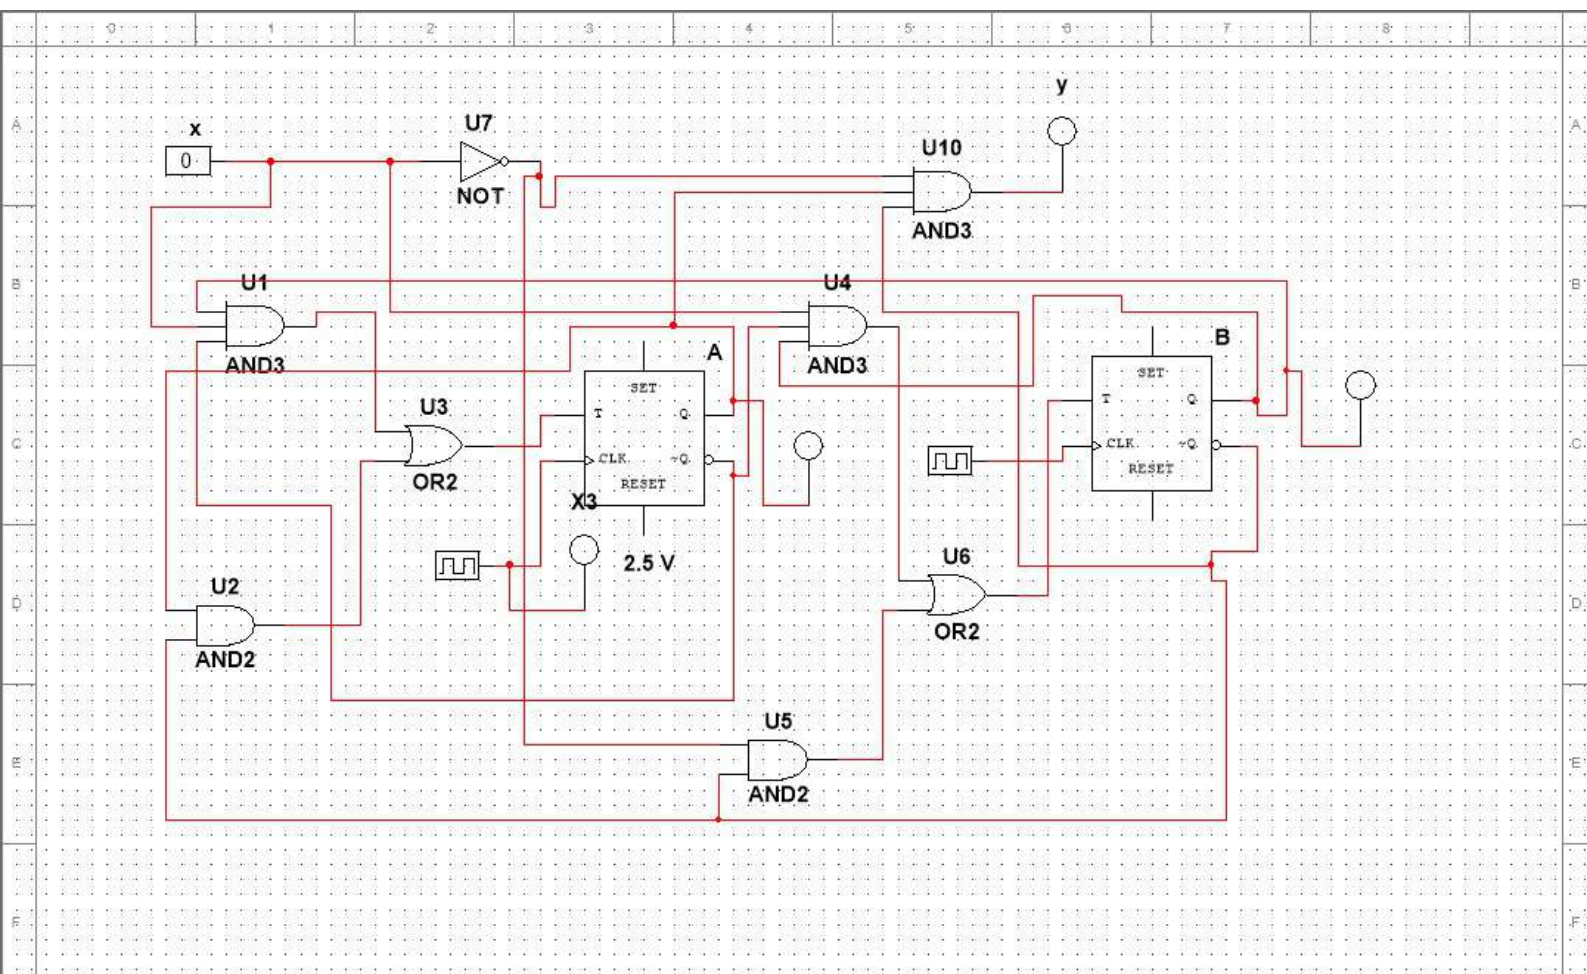 0 1 2 3 4 5 6 7 8
y
A A
x U7 U10
0
NOT
AND3
B U1 U4 B
B
AND3 A AND3
SET SET
U3 T Q T Q
C C
CLK ~Q CLK ~Q
OR2 RESET RESET
X3
2.5 V U6
U2
D D
OR2
AND2
U5
E E
AND2
F F